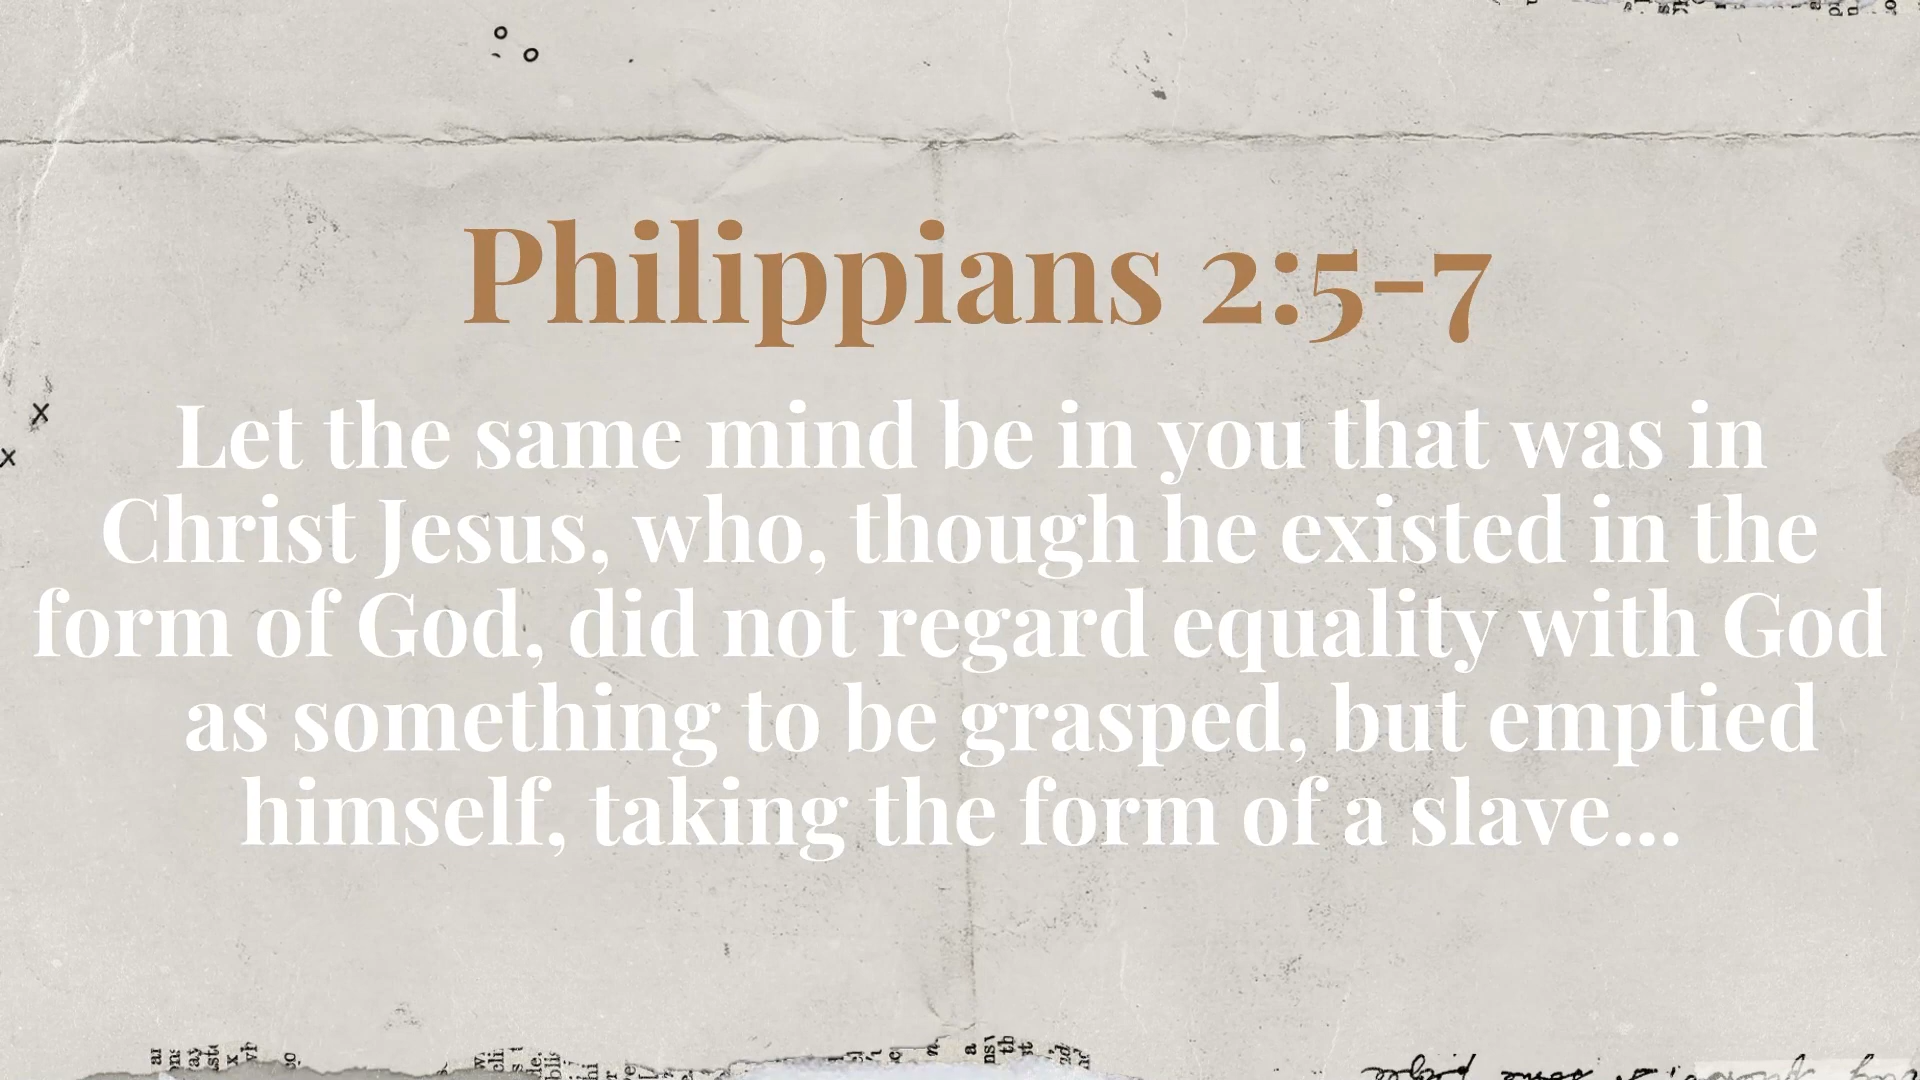 Philippians 2:5-7
Let the same mind be in you that was in
Christ Jesus, who, though he existed in the
form of God, did not regard equality with God
as something to be grasped, but emptied
himself, taking the form of a slave...